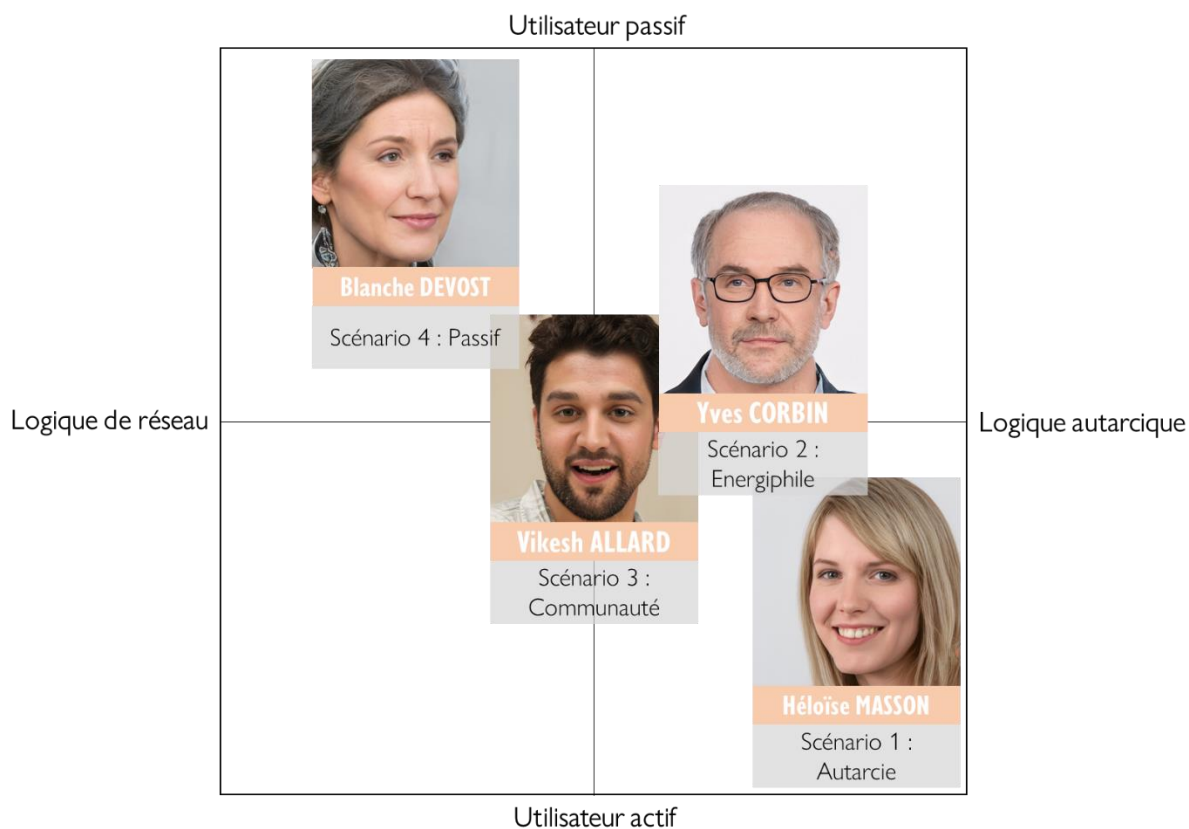 Utilisateur passif
Blanche DEVOST
Scénario 4 : Passif
Logique de réseau
Yves CORBIN
Logique autarcique
Scénario 2 :
Energiphile
Vikesh ALLARD
Scénario 3 :
Communauté
Héloïse MASSON
Scénario 1 :
Autarcie
Utilisateur actif